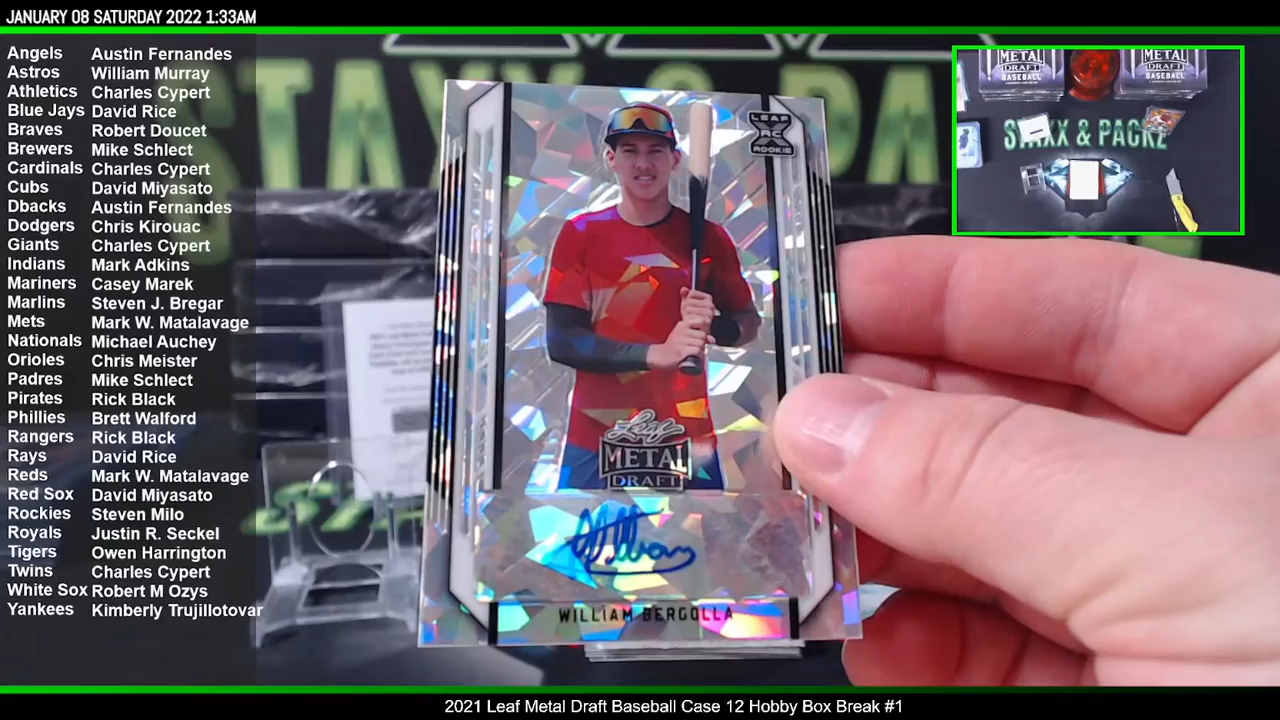 JANUARY 08 SATURDAY 2022 1:33AM
Angels Austin Fernandes
Astros William Murray
Athletics Charles Cypert
Blue Jays David Rice
Braves Robert Doucet
Brewers Mike Schlect
Cardinals Charles Cypert
Cubs David Miyasato
Dbacks Austin Fernandes
Dodgers Chris Kirouac
Giants Charles Cypert
Indians Mark Adkins
Mariners Casey Marek
Marlins Steven J. Bregar
Mets Mark W. Matalavage
Nationals Michael Auchey
Orioles Chris Meister
Padres Mike Schlect
Pirates Rick Black
Phillies Brett Walford
Rangers Rick Black
Rays David Rice
Reds Mark W. Matalavage
Red Sox David Miyasato
Rockies Steven Milo
Royals Justin R. Seckel
Tigers Owen Harrington
Twins Charles Cypert
White Sox Robert M Ozys
Yankees Kimberly Trujillotovar
STAXX & PA
LEAF
RC
ROOKIE
Leaf
METAL
DRAFT
William
WILLIAM BERGOLLA
METAL
DRAFT
BASEBALL
METAL
DRAFT
BASEBALL
STAXX & PACKZ
2021 Leaf Metal Draft Baseball Case 12 Hobby Box Break #1